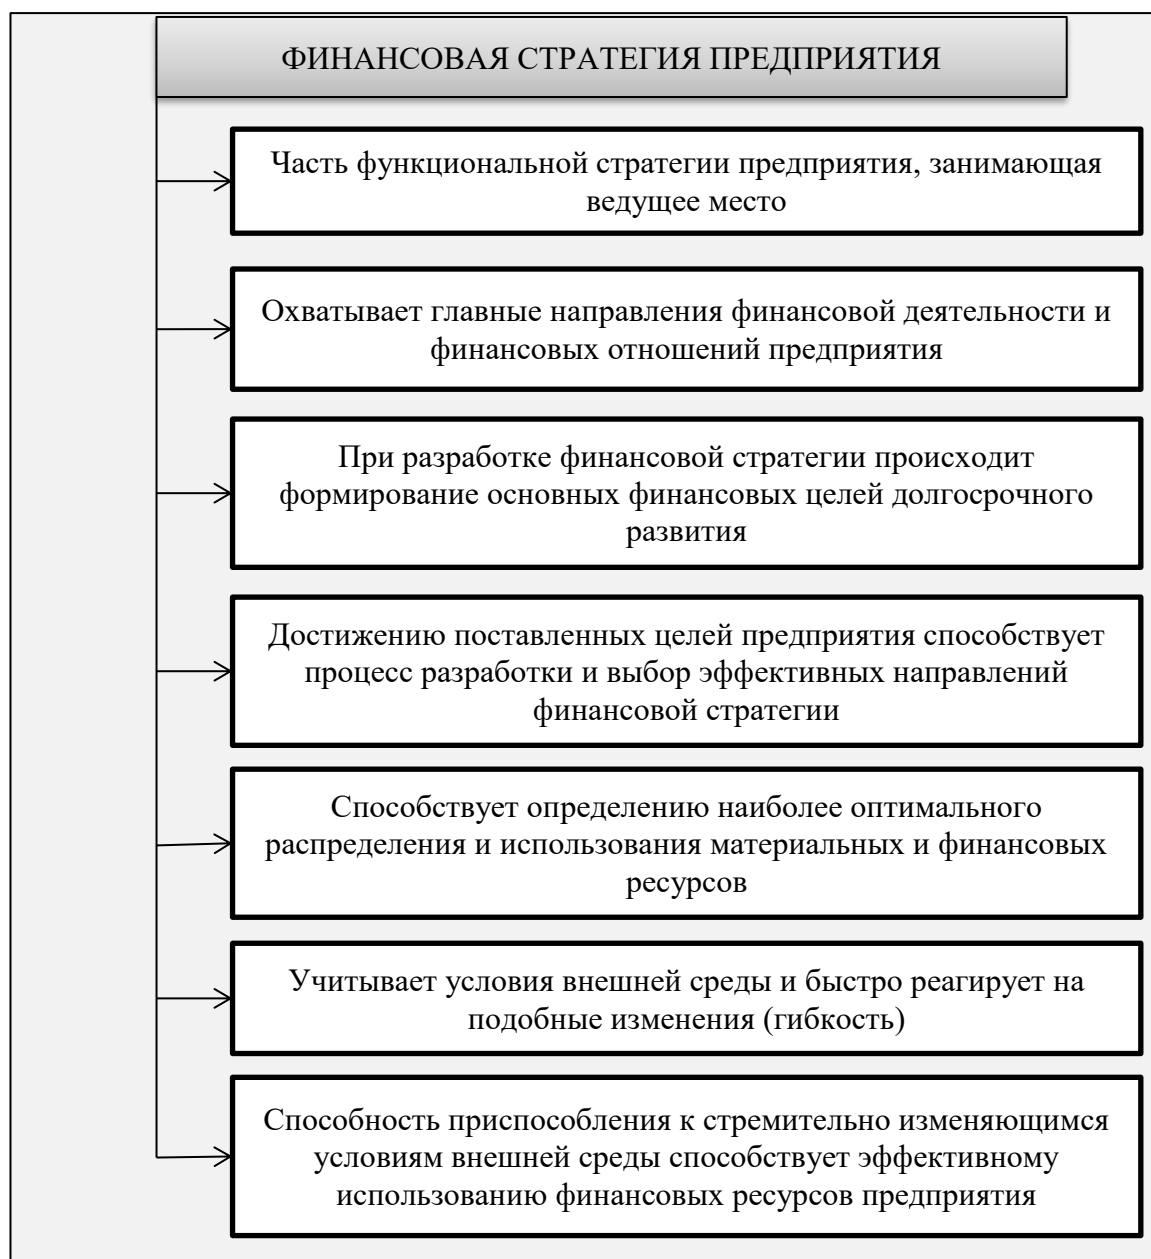 ФИНАНСОВАЯ СТРАТЕГИЯ ПРЕДПРИЯТИЯ
Часть функциональной стратегии предприятия, занимающая
ведущее место
Охватывает главные направления финансовой деятельности и
финансовых отношений предприятия
При разработке финансовой стратегии происходит
формирование основных финансовых целей долгосрочного
развития
Достижению поставленных целей предприятия способствует
процесс разработки и выбор эффективных направлений
финансовой стратегии
Способствует определению наиболее оптимального
распределения и использования материальных и финансовых
ресурсов
Учитывает условия внешней среды и быстро реагирует на
подобные изменения (гибкость)
Способность приспособления к стремительно изменяющимся
условиям внешней среды способствует эффективному
использованию финансовых ресурсов предприятия